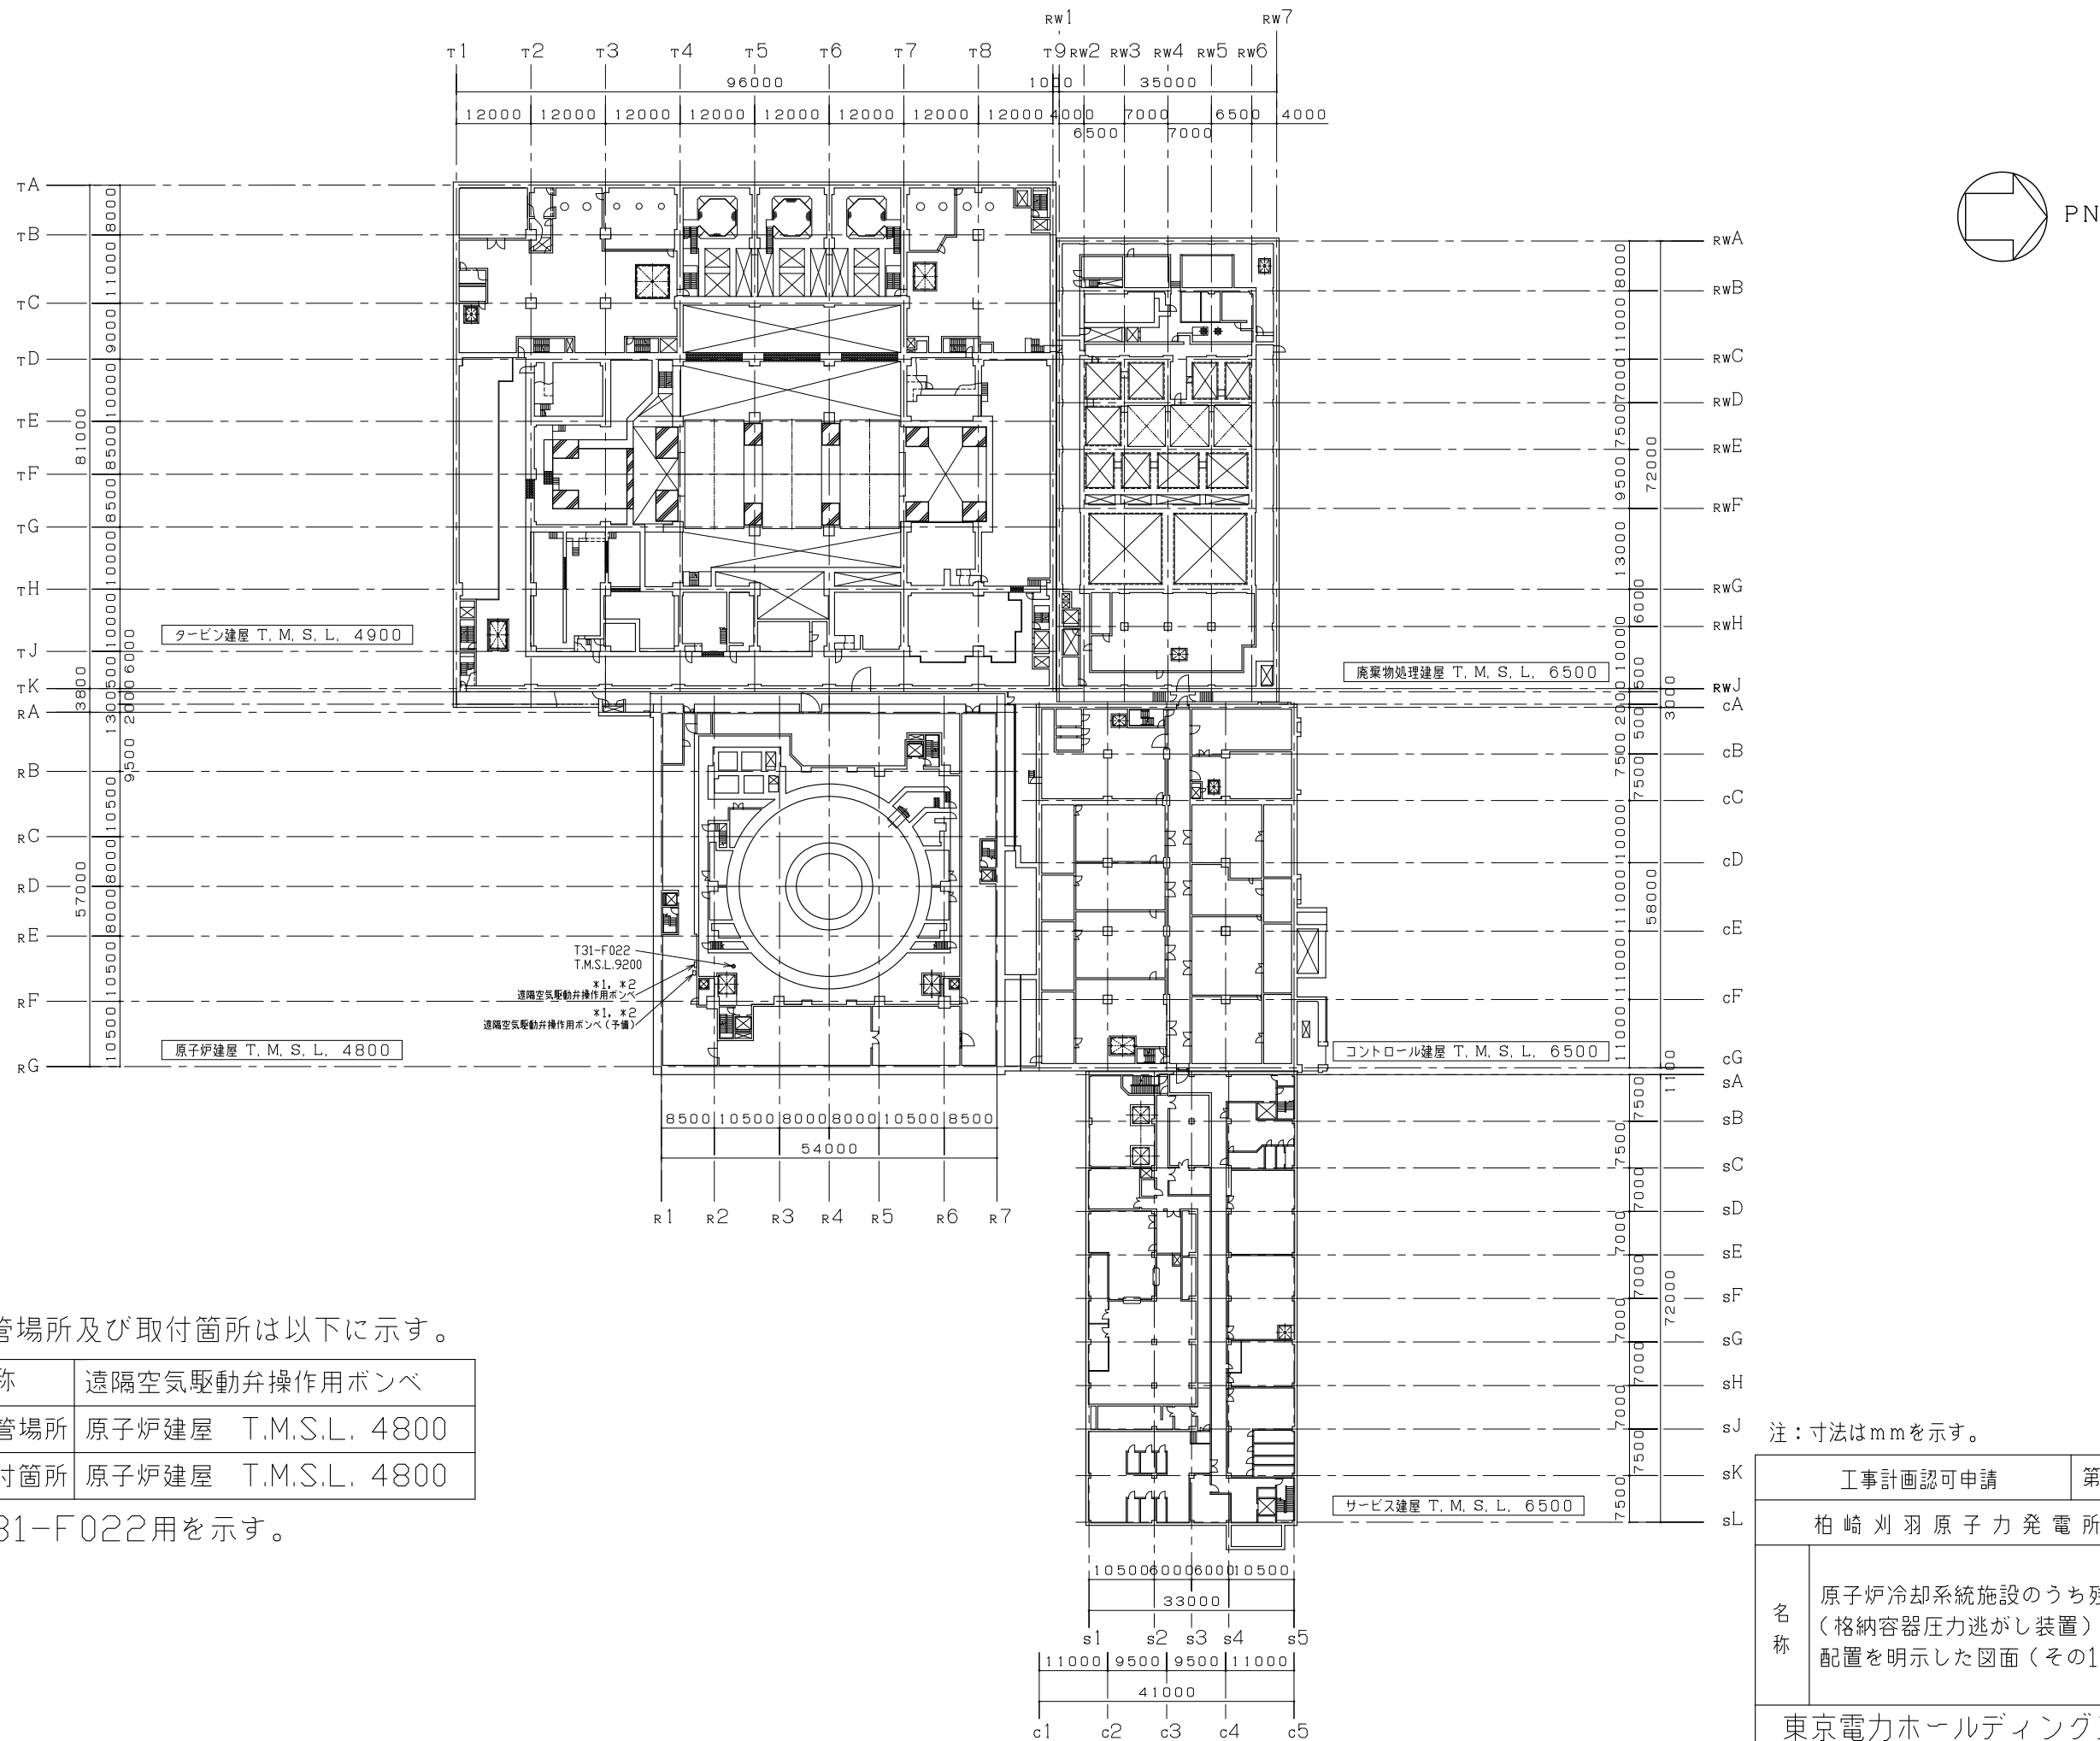 RW1 RW7
T1 T2 T3 T4 T5 T6 T7 T8 T9 RW2 RW3 RW4 RW5 RW6
96000 1000 35000
12000 12000 12000 12000 12000 12000 12000 12000 4000 7000 6500 4000
6500 7000
PN
TA
TB
TC
TD
TE
TF
TG
TH
TJ
TK
RA
RB
RC
RD
RE
RF
RG
8000
11000
9000
10000
8500
8500
10000
10000
500
6000
2000
1300
9500
10500
8000
8000
10500
10500
81000
3800
57000
タービン建屋 T. M. S. L. 4900
原子炉建屋 T. M. S. L. 4800
T31-F022
T.M.S.L.9200
*1, *2
遠隔空気駆動弁操作用ボンベ
*1, *2
遠隔空気駆動弁操作用ボンベ(予備)
8500 10500 8000 8000 10500 8500
54000
R1 R2 R3 R4 R5 R6 R7
RWA
RWB
RWC
RWD
RWE
RWF
RWG
RWH
RWJ
cA
cB
cC
cD
cE
cF
cG
sA
sB
sC
sD
sE
sF
sG
sH
sJ
sK
sL
8000
11000
7000
7500
9500
13000
6000
10000
500
2000
500
7500
7500
10000
11000
11000
11000
72000
3000
58000
1100
7500
7500
7000
7000
7000
7000
7000
7000
7500
7500
72000
廃棄物処理建屋 T. M. S. L. 6500
コントロール建屋 T. M. S. L. 6500
サービス建屋 T. M. S. L. 6500
10500 6000 6000 10500
33000
s1 s2 s3 s4 s5
11000 9500 9500 11000
41000
c1 c2 c3 c4 c5
管場所及び取付箇所は以下に示す。
称 遠隔空気駆動弁操作用ボンベ
管場所 原子炉建屋 T.M.S.L. 4800
付箇所 原子炉建屋 T.M.S.L. 4800
31-F022用を示す。
注：寸法はmmを示す。
工事計画認可申請 第
柏崎刈羽原子力発電所
名称
原子炉冷却系統施設のうち残
(格納容器圧力逃がし装置)
配置を明示した図面(その1
東京電力ホールディングス